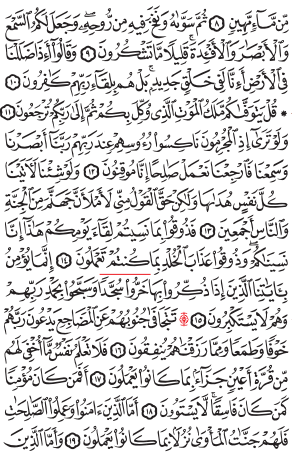 مِّن مَّآءٍ مَّهِينٍ ٨ ثُمَّ سَوَّىٰهُ وَنَفَخَ فِيهِ مِن رُّوحِهِۦۖ وَجَعَلَ لَكُمُ ٱلسَّمْعَ
وَٱلْأَبْصَٰرَ وَٱلْأَفْـِٔدَةَۚ قَلِيلًا مَّا تَشْكُرُونَ ٩ وَقَالُوٓا۟ أَءِذَا ضَلَلْنَا
فِى ٱلْأَرْضِ أَءِنَّا لَفِى خَلْقٍ جَدِيدٍۭۚ بَلْ هُم بِلِقَآءِ رَبِّهِمْ كَٰفِرُونَ ١٠
* قُلْ يَتَوَفَّىٰكُم مَّلَكُ ٱلْمَوْتِ ٱلَّذِى وُكِّلَ بِكُمْ ثُمَّ إِلَىٰ رَبِّكُمْ تُرْجَعُونَ ١١
وَلَوْ تَرَىٰٓ إِذِ ٱلْمُجْرِمُونَ نَاكِسُوا۟ رُءُوسِهِمْ عِندَ رَبِّهِمْ رَبَّنَآ أَبْصَرْنَا
وَسَمِعْنَا فَٱرْجِعْنَا نَعْمَلْ صَٰلِحًا إِنَّا مُوقِنُونَ ١٢ وَلَوْ شِئْنَا لَـَٔاتَيْنَا
كُلَّ نَفْسٍ هُدَىٰهَا وَلَٰكِنْ حَقَّ ٱلْقَوْلُ مِنِّى لَأَمْلَأَنَّ جَهَنَّمَ مِنَ ٱلْجِنَّةِ
وَٱلنَّاسِ أَجْمَعِينَ ١٣ فَذُوقُوا۟ بِمَا نَسِيتُمْ لِقَآءَ يَوْمِكُمْ هَٰذَآ إِنَّا
نَسِينَٰكُمْۖ وَذُوقُوا۟ عَذَابَ ٱلْخُلْدِ بِمَا كُنتُمْ تَعْمَلُونَ ١٤ إِنَّمَا يُؤْمِنُ
بِـَٔايَٰتِنَا ٱلَّذِينَ إِذَا ذُكِّرُوا۟ بِهَا خَرُّوا۟ سُجَّدًا وَسَبَّحُوا۟ بِحَمْدِ رَبِّهِمْ
وَهُمْ لَا يَسْتَكْبِرُونَ ۩ ١٥ تَتَجَافَىٰ جُنُوبُهُمْ عَنِ ٱلْمَضَاجِعِ يَدْعُونَ رَبَّهُمْ
خَوْفًا وَطَمَعًا وَمِمَّا رَزَقْنَٰهُمْ يُنفِقُونَ ١٦ فَلَا تَعْلَمُ نَفْسٌ مَّآ أُخْفِىَ لَهُم
مِّن قُرَّةِ أَعْيُنٍ جَزَآءًۢ بِمَا كَانُوا۟ يَعْمَلُونَ ١٧ أَفَمَن كَانَ مُؤْمِنًا
كَمَن كَانَ فَاسِقًاۚ لَّا يَسْتَوُۥنَ ١٨ أَمَّا ٱلَّذِينَ ءَامَنُوا۟ وَعَمِلُوا۟ ٱلصَّٰلِحَٰتِ
فَلَهُمْ جَنَّٰتُ ٱلْمَأْوَىٰ نُزُلًۢا بِمَا كَانُوا۟ يَعْمَلُونَ ١٩ وَأَمَّا ٱلَّذِينَ